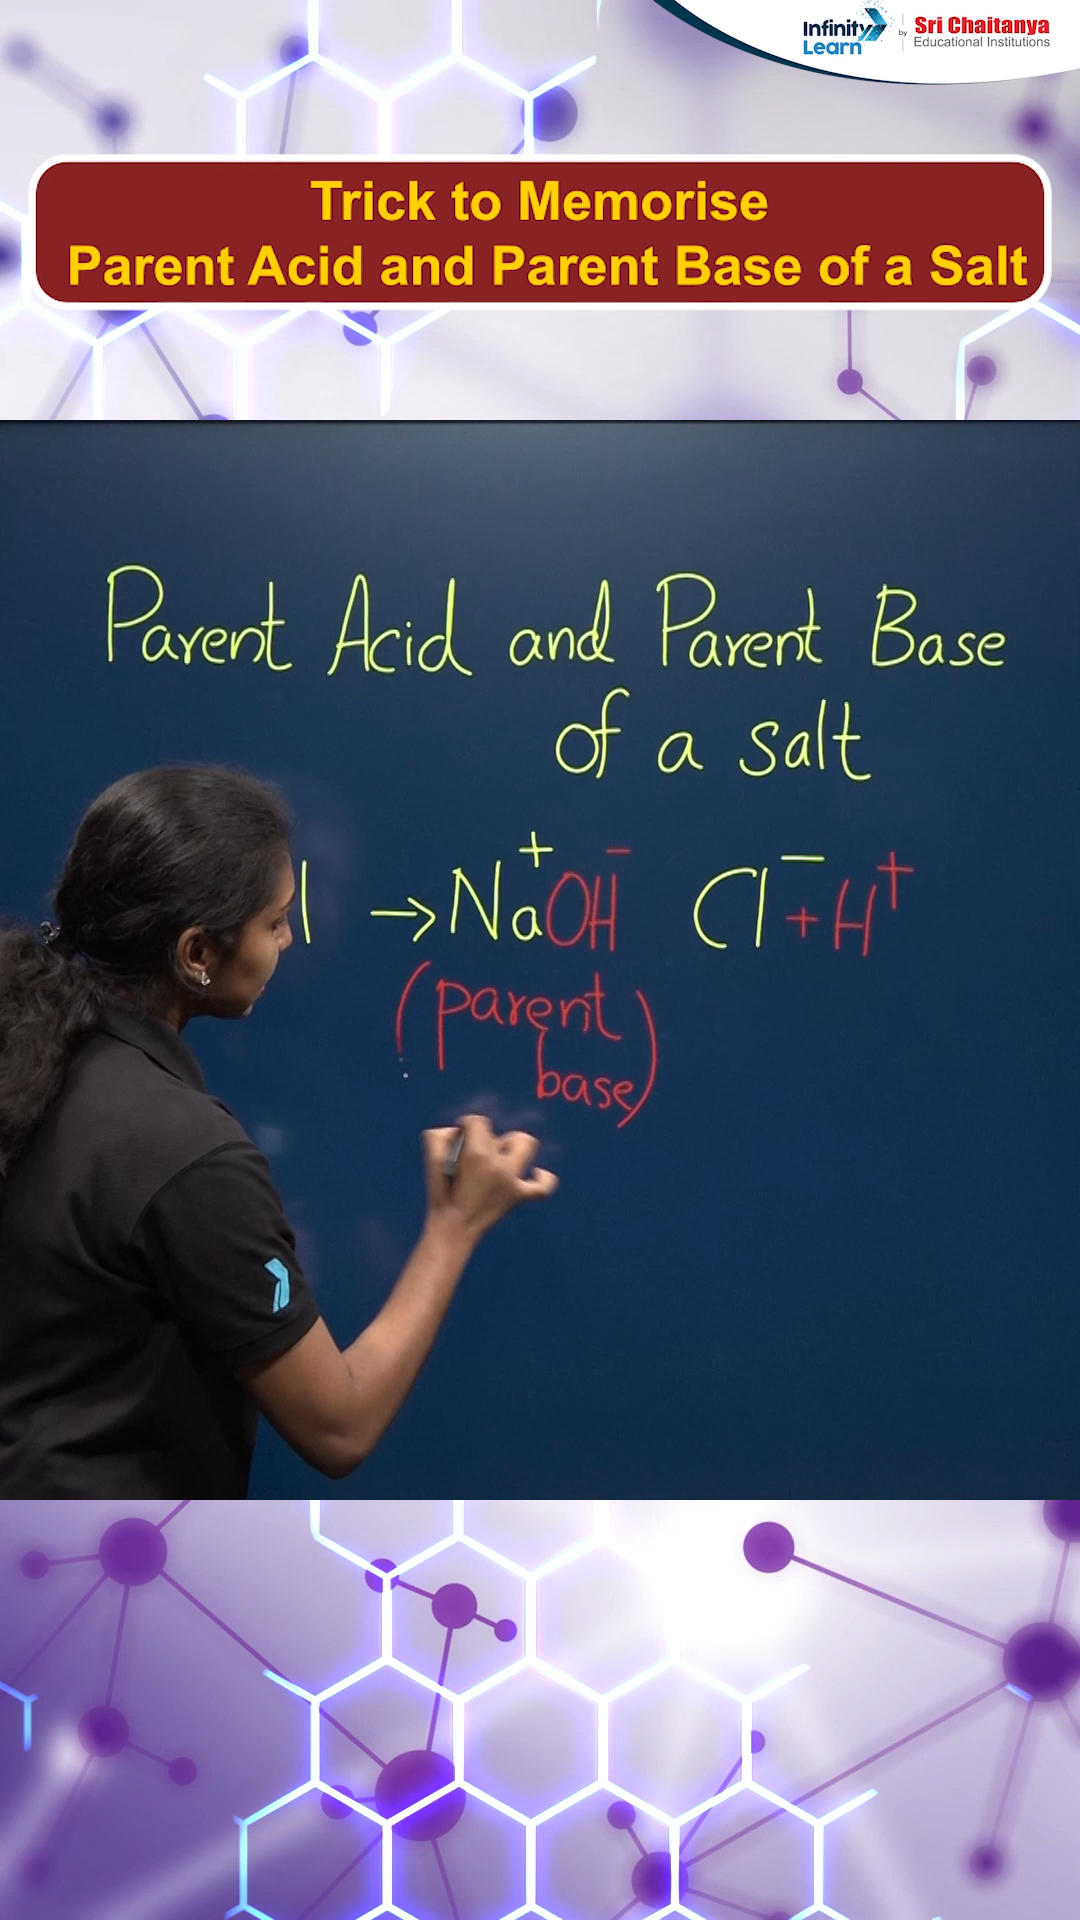 Infinity Learn by Sri Chaitanya Educational Institutions
Trick to Memorise
Parent Acid and Parent Base of a Salt
Parent Acid and Parent Base
of a salt
l → Na⁺OH⁻ Cl⁻ + H⁺
(parent
base)